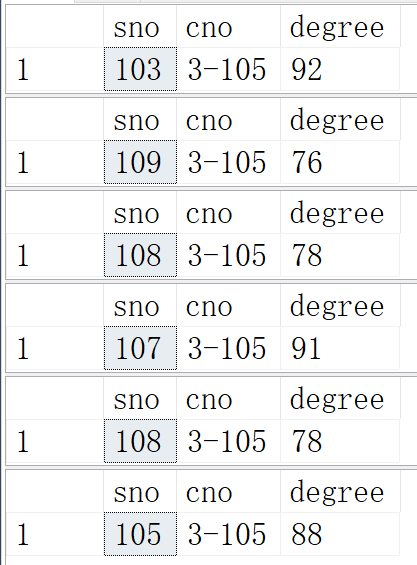 sno cno degree
1 103 3-105 92
sno cno degree
1 109 3-105 76
sno cno degree
1 108 3-105 78
sno cno degree
1 107 3-105 91
sno cno degree
1 108 3-105 78
sno cno degree
1 105 3-105 88